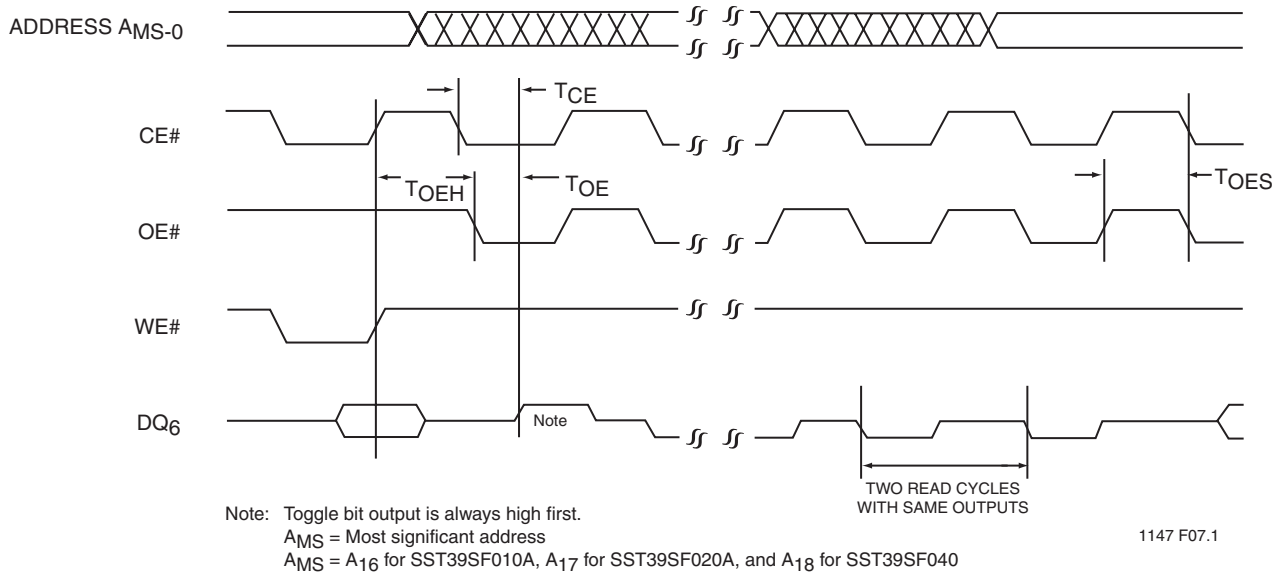 ADDRESS AMS-0
TCE
CE#
TOEH
TOE
TOES
OE#
WE#
DQ6
Note
TWO READ CYCLES
WITH SAME OUTPUTS
Note: Toggle bit output is always high first.
AMS = Most significant address
AMS = A16 for SST39SF010A, A17 for SST39SF020A, and A18 for SST39SF040
1147 F07.1